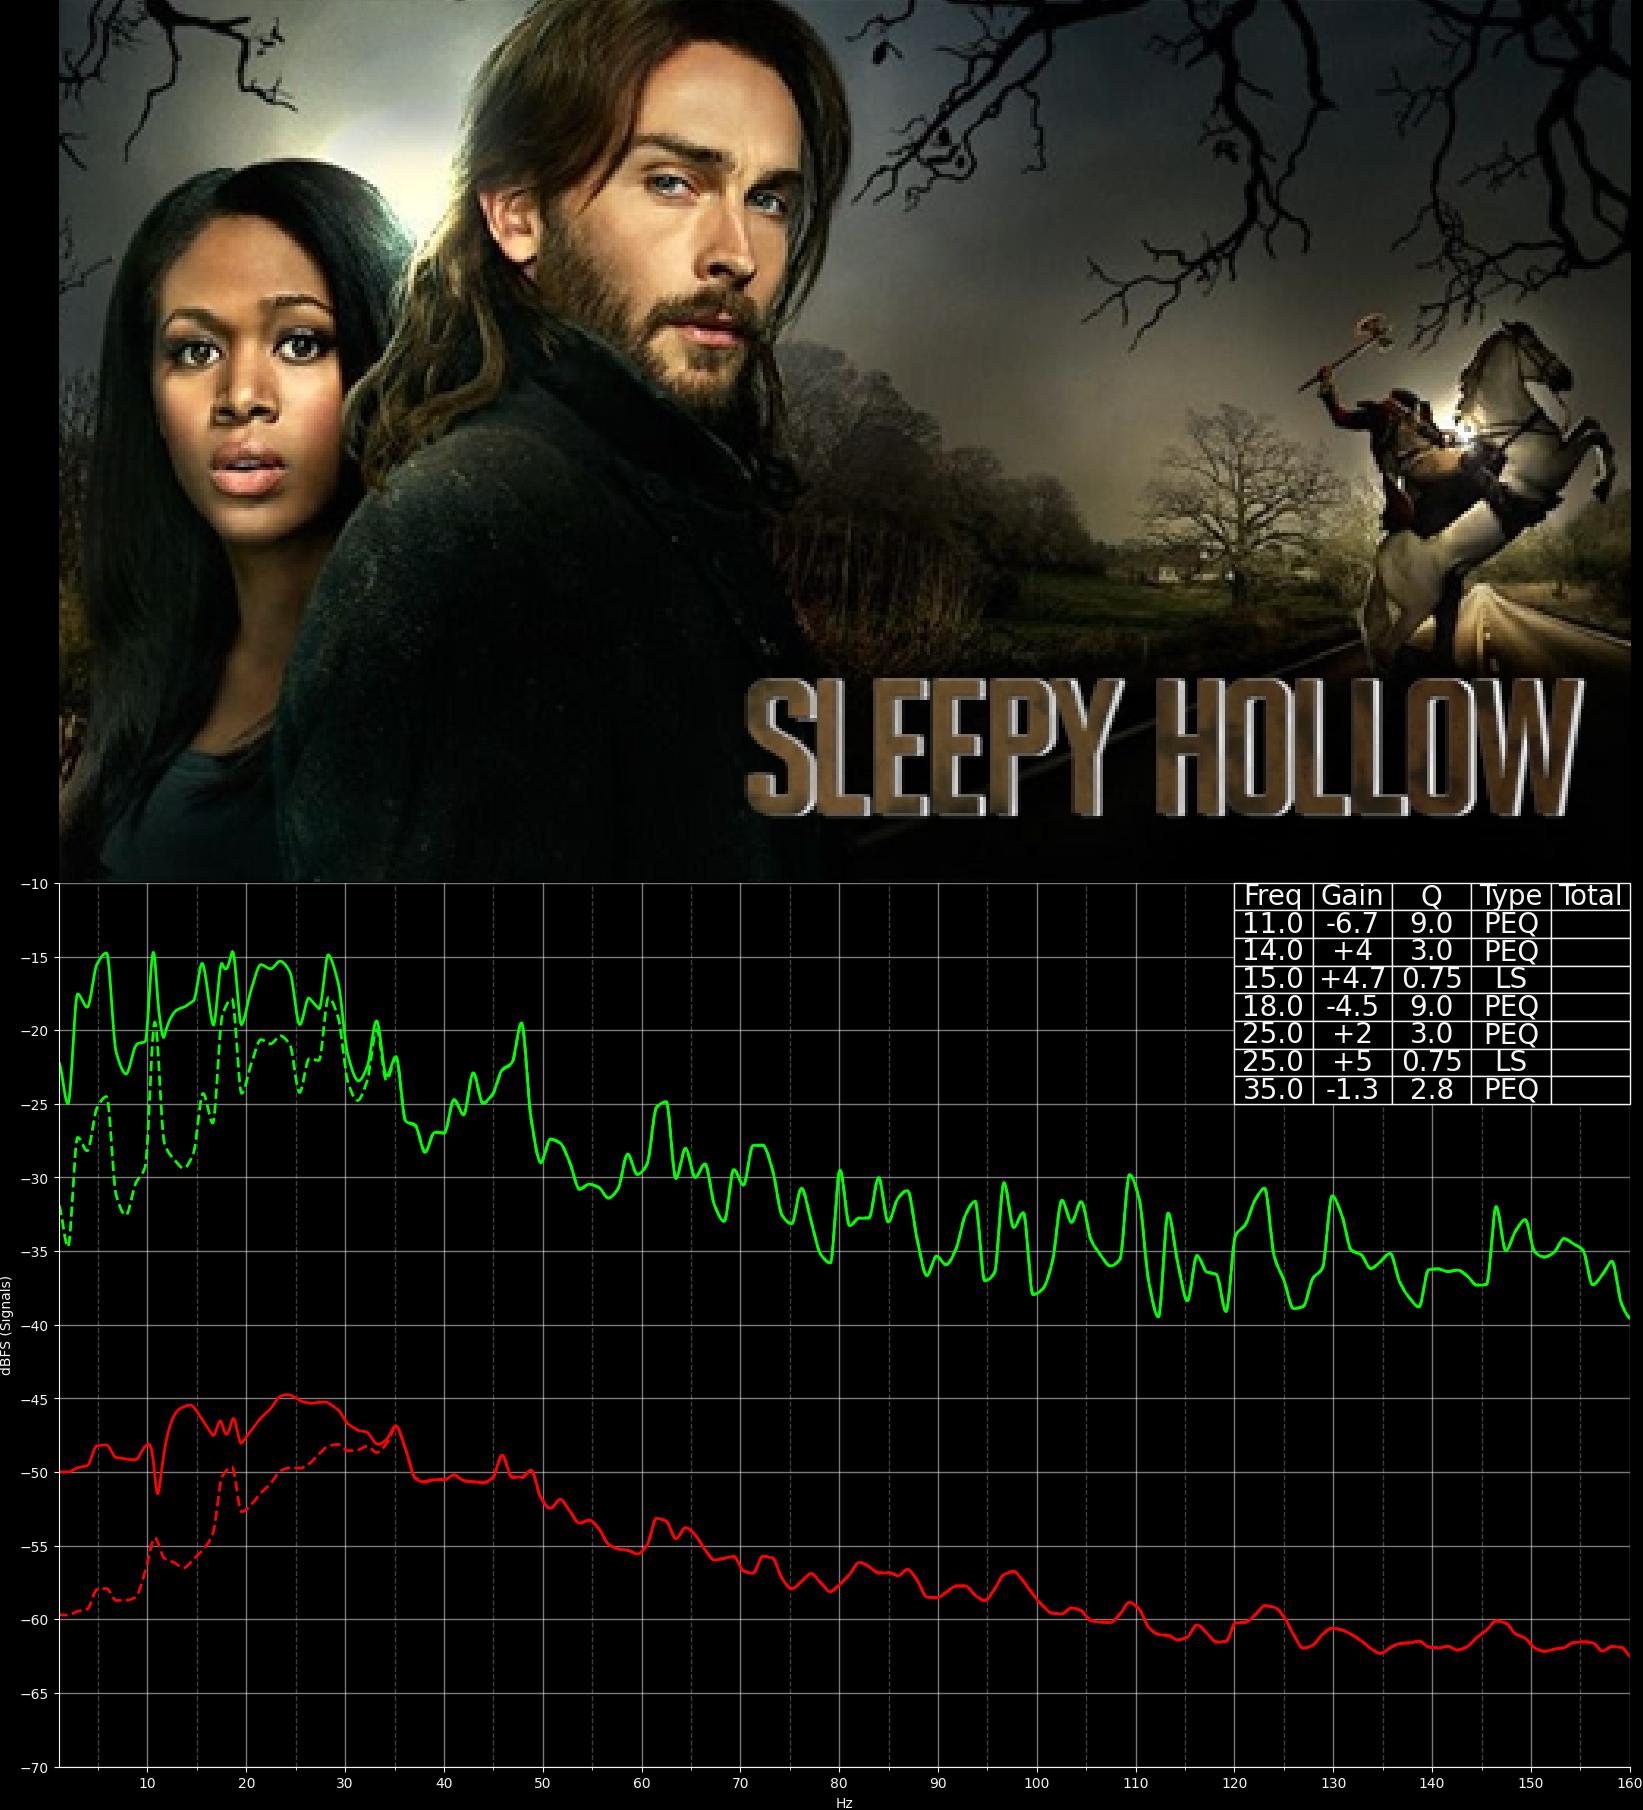 SLEEPY HOLLOW
Freq Gain Q Type Total
11.0 -6.7 9.0 PEQ
14.0 +4 3.0 PEQ
15.0 +4.7 0.75 LS
18.0 -4.5 9.0 PEQ
25.0 +2 3.0 PEQ
25.0 +5 0.75 LS
35.0 -1.3 2.8 PEQ
−10
−15
−20
−25
−30
−35
−40
−45
−50
−55
−60
−65
−70
dBFS (Signals)
10 20 30 40 50 60 70 80 90 100 110 120 130 140 150 160
Hz